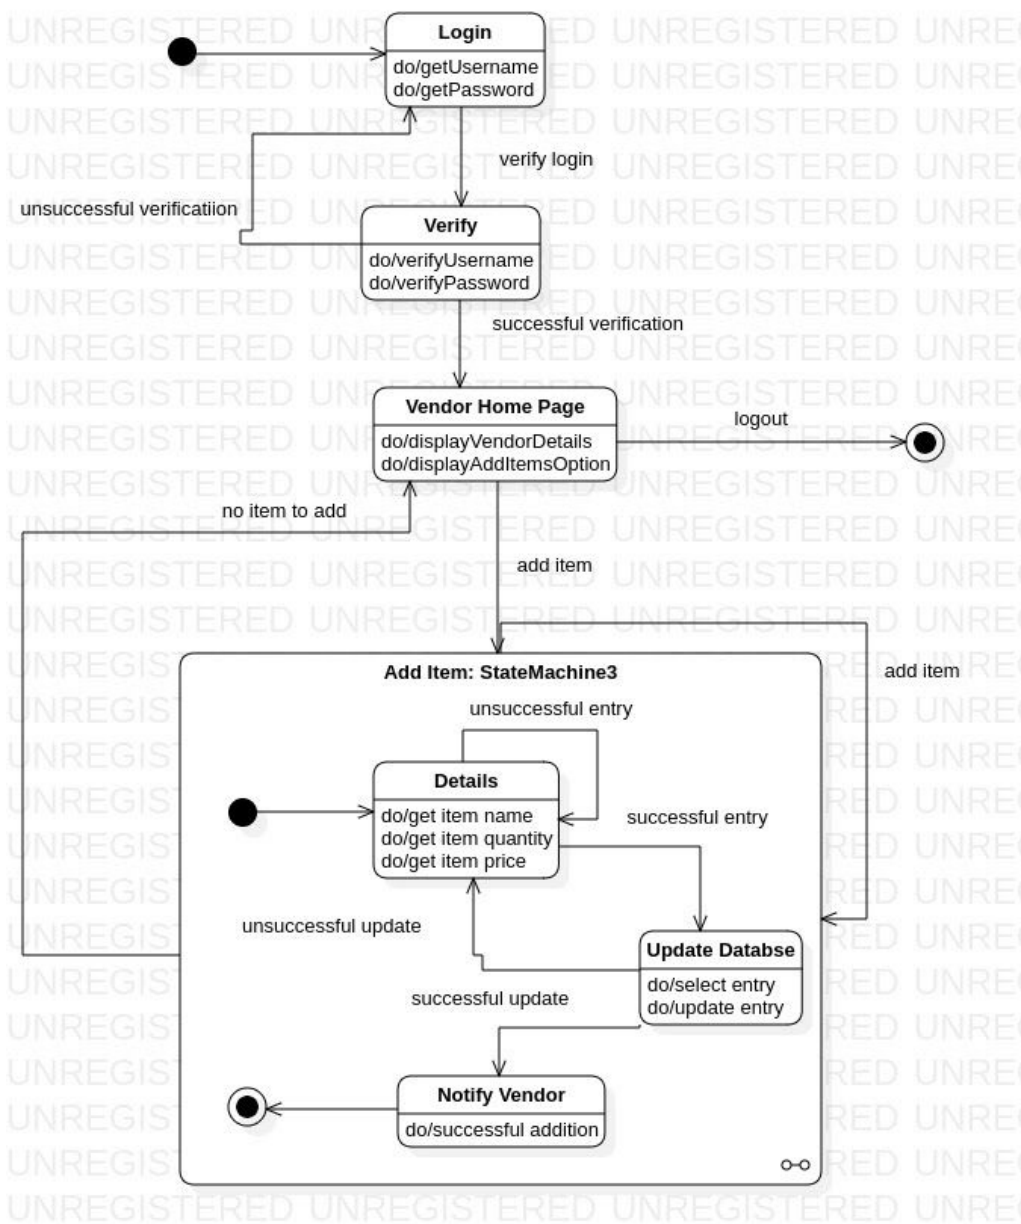 Login
do/getUsername
do/getPassword
verify login
unsuccessful verificatiion
Verify
do/verifyUsername
do/verifyPassword
successful verification
Vendor Home Page
do/displayVendorDetails
do/displayAddItemsOption
logout
no item to add
add item
Add Item: StateMachine3
add item
unsuccessful entry
Details
do/get item name
do/get item quantity
do/get item price
successful entry
unsuccessful update
Update Databse
do/select entry
do/update entry
successful update
Notify Vendor
do/successful addition
UNREGISTERED